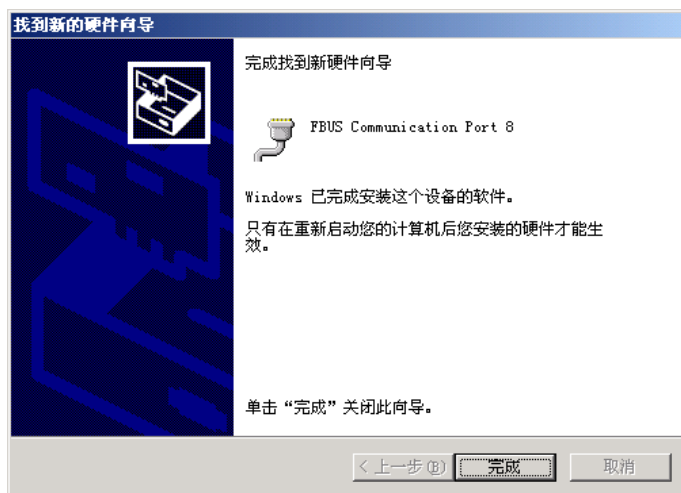 找到新的硬件向导
完成找到新硬件向导
FBUS Communication Port 8
Windows 已完成安装这个设备的软件。
只有在重新启动您的计算机后您安装的硬件才能生
效。
单击“完成”关闭此向导。
< 上一步(B) 完成 取消